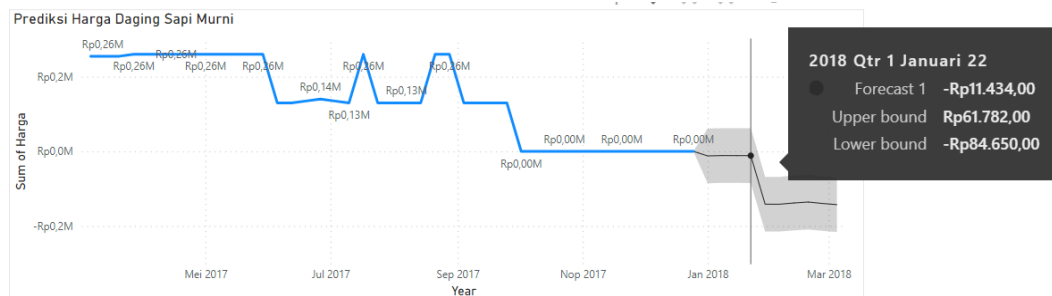 Prediksi Harga Daging Sapi Murni
Rp0,26M
Rp0,26M
Rp0,26M
Rp0,26M
Rp0,26M
Rp0,14M
Rp0,13M
Rp0,26M
Rp0,13M
Rp0,26M
Rp0,00M
Rp0,00M
Rp0,00M
Rp0,00M
Rp0,2M
Rp0,0M
-Rp0,2M
Sum of Harga
Mei 2017
Jul 2017
Sep 2017
Nop 2017
Jan 2018
Mar 2018
Year
2018 Qtr 1 Januari 22
Forecast 1 -Rp11.434,00
Upper bound Rp61.782,00
Lower bound -Rp84.650,00